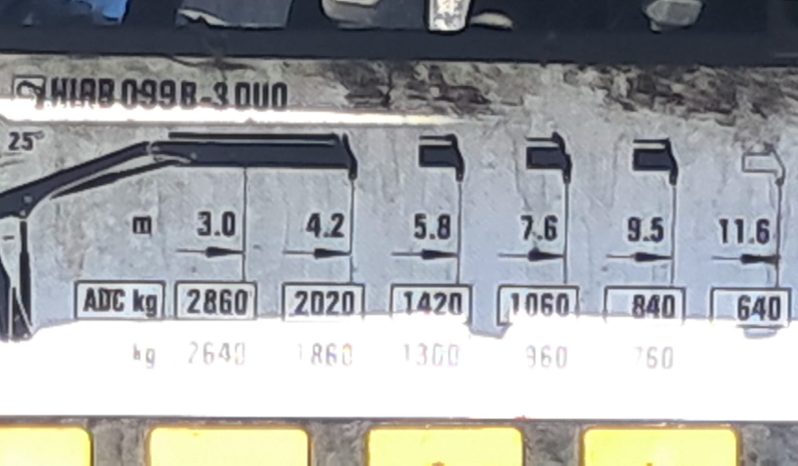 HIAB 099 B-3 DUO
25°
m 3.0 4.2 5.8 7.6 9.5 11.6
ADC kg 2860 2020 1420 1060 840 640
kg 2640 1860 1300 960 760